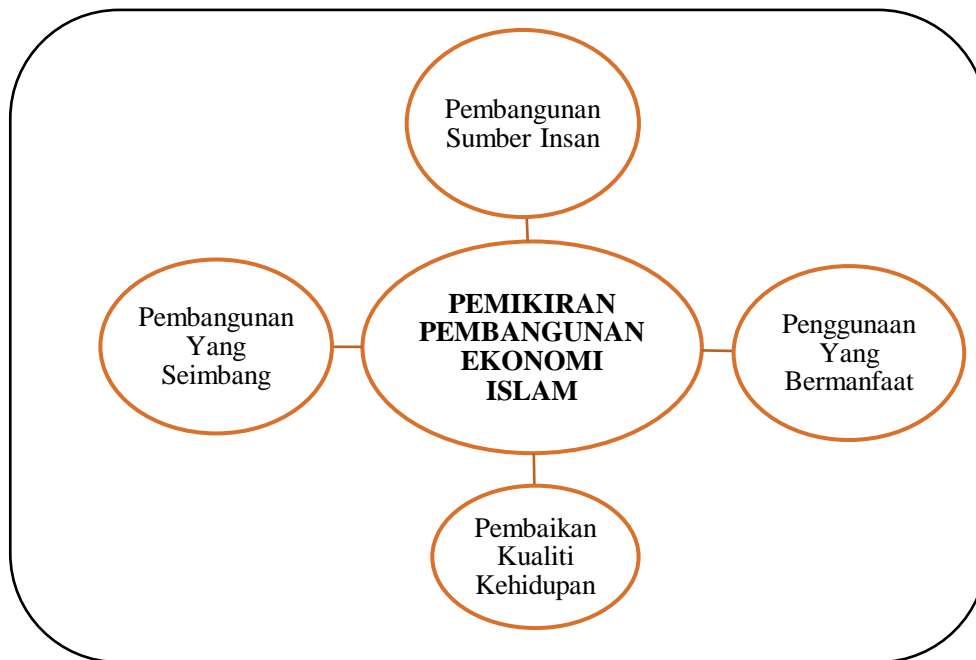 Pembangunan
Sumber Insan
Pembangunan
Yang
Seimbang
PEMIKIRAN
PEMBANGUNAN
EKONOMI
ISLAM
Penggunaan
Yang
Bermanfaat
Pembaikan
Kualiti
Kehidupan